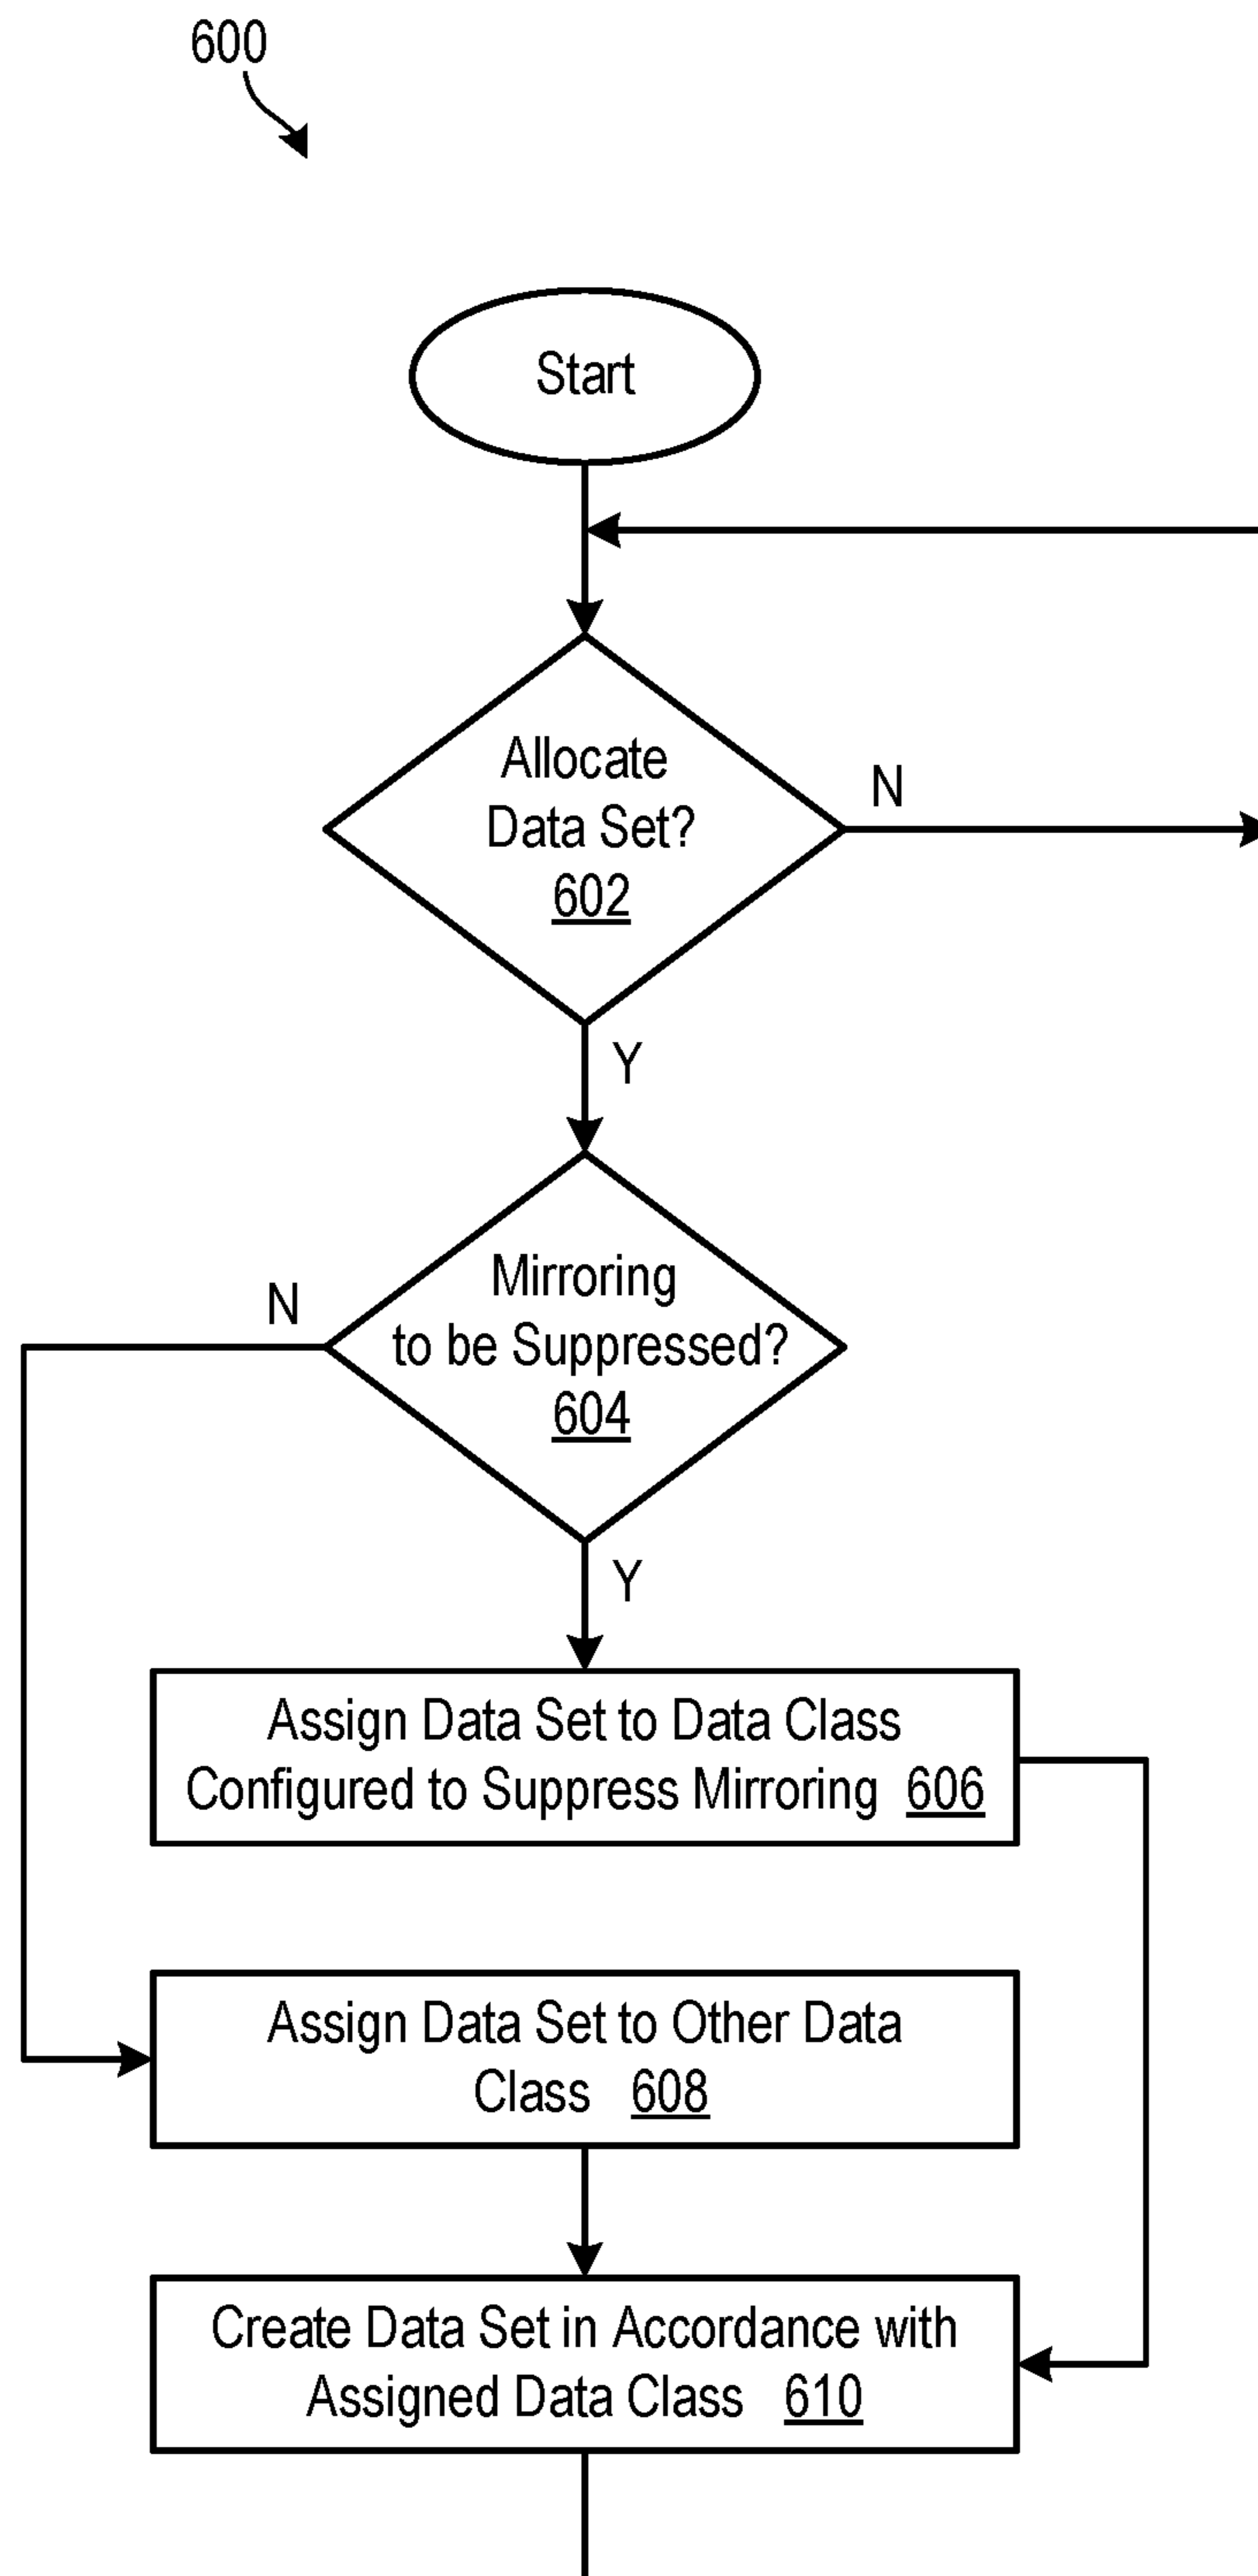 600
Start
Allocate
Data Set?
602
N
Y
Mirroring
to be Suppressed?
604
N
Y
Assign Data Set to Data Class
Configured to Suppress Mirroring 606
Assign Data Set to Other Data
Class 608
Create Data Set in Accordance with
Assigned Data Class 610